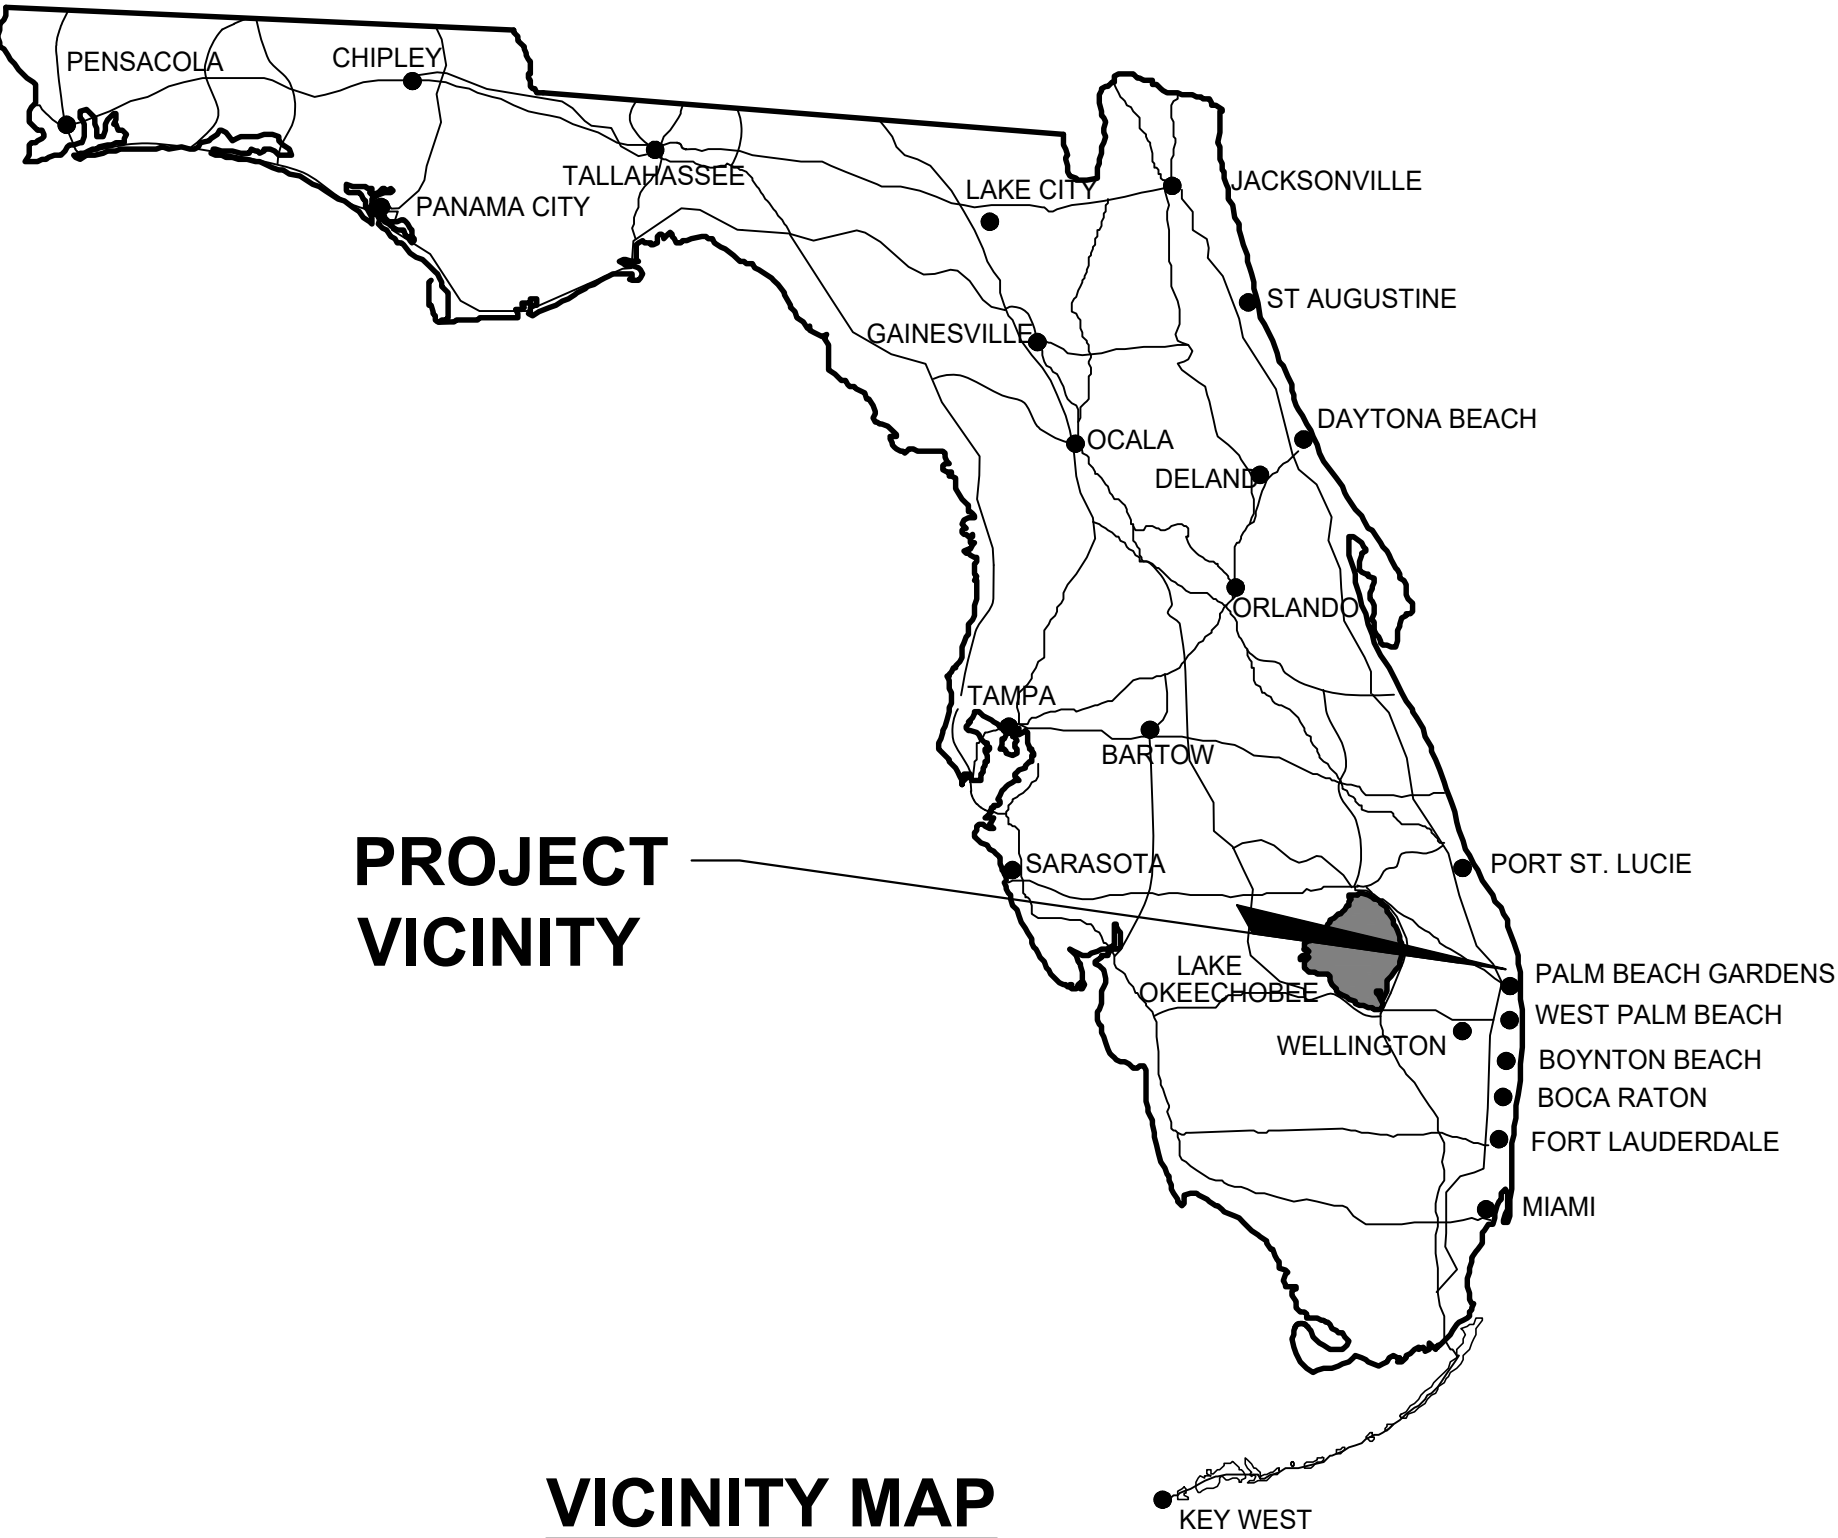 PENSACOLA
CHIPLEY
TALLAHASSEE
PANAMA CITY
LAKE CITY
JACKSONVILLE
ST AUGUSTINE
GAINESVILLE
DAYTONA BEACH
OCALA
DELAND
ORLANDO
TAMPA
BARTOW
PROJECT
VICINITY
SARASOTA
PORT ST. LUCIE
LAKE
OKEECHOBEE
PALM BEACH GARDENS
WEST PALM BEACH
WELLINGTON
BOYNTON BEACH
BOCA RATON
FORT LAUDERDALE
MIAMI
VICINITY MAP
KEY WEST